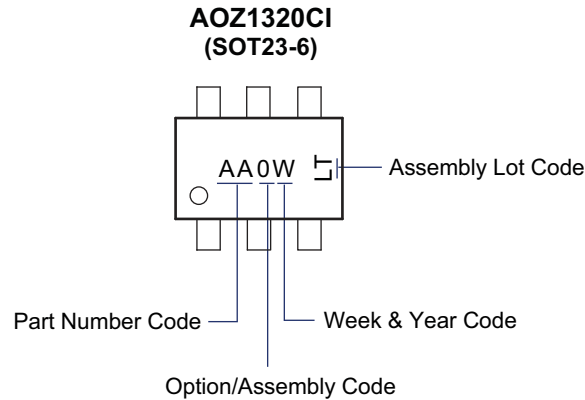 AOZ1320CI
(SOT23-6)
AA0W
LT
Assembly Lot Code
Part Number Code
Week & Year Code
Option/Assembly Code